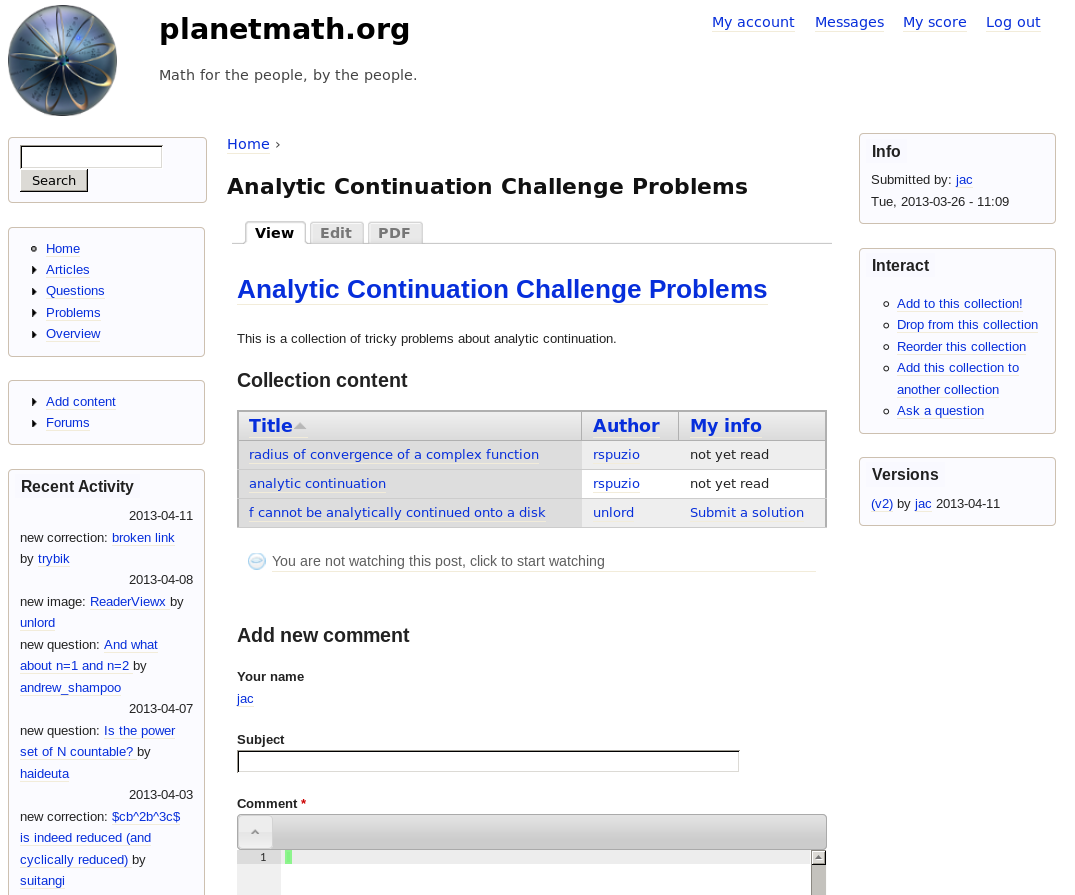 planetmath.org
Math for the people, by the people.
My account Messages My score Log out
Search
Home
Articles
Questions
Problems
Overview
Add content
Forums
Recent Activity
2013-04-11
new correction: broken link
by trybik
2013-04-08
new image: ReaderViewx by
unlord
new question: And what
about n=1 and n=2 by
andrew_shampoo
2013-04-07
new question: Is the power
set of N countable? by
haideuta
2013-04-03
new correction: $cb^2b^3c$
is indeed reduced (and
cyclically reduced) by
suitangi
Home ›
Analytic Continuation Challenge Problems
View Edit PDF
Analytic Continuation Challenge Problems
This is a collection of tricky problems about analytic continuation.
Collection content
Title Author My info
radius of convergence of a complex function rspuzio not yet read
analytic continuation rspuzio not yet read
f cannot be analytically continued onto a disk unlord Submit a solution
You are not watching this post, click to start watching
Add new comment
Your name
jac
Subject
Comment *
1
Info
Submitted by: jac
Tue, 2013-03-26 - 11:09
Interact
Add to this collection!
Drop from this collection
Reorder this collection
Add this collection to
another collection
Ask a question
Versions
(v2) by jac 2013-04-11